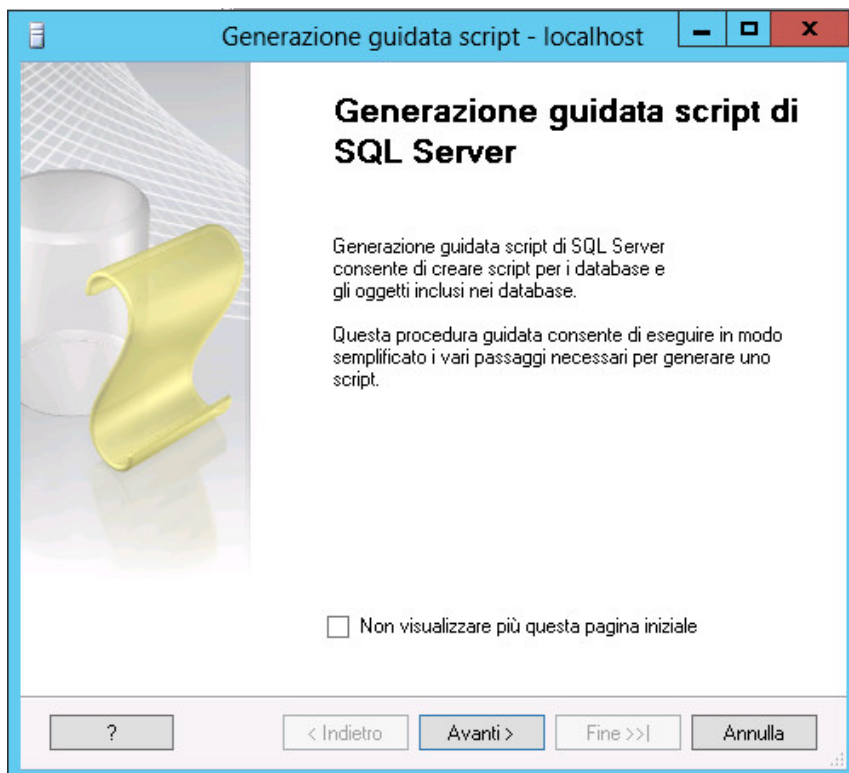 Generazione guidata script - localhost
Generazione guidata script di
SQL Server
Generazione guidata script di SQL Server
consente di creare script per i database e
gli oggetti inclusi nei database.
Questa procedura guidata consente di eseguire in modo
semplificato i vari passaggi necessari per generare uno
script.
Non visualizzare più questa pagina iniziale
? < Indietro Avanti > Fine >>| Annulla